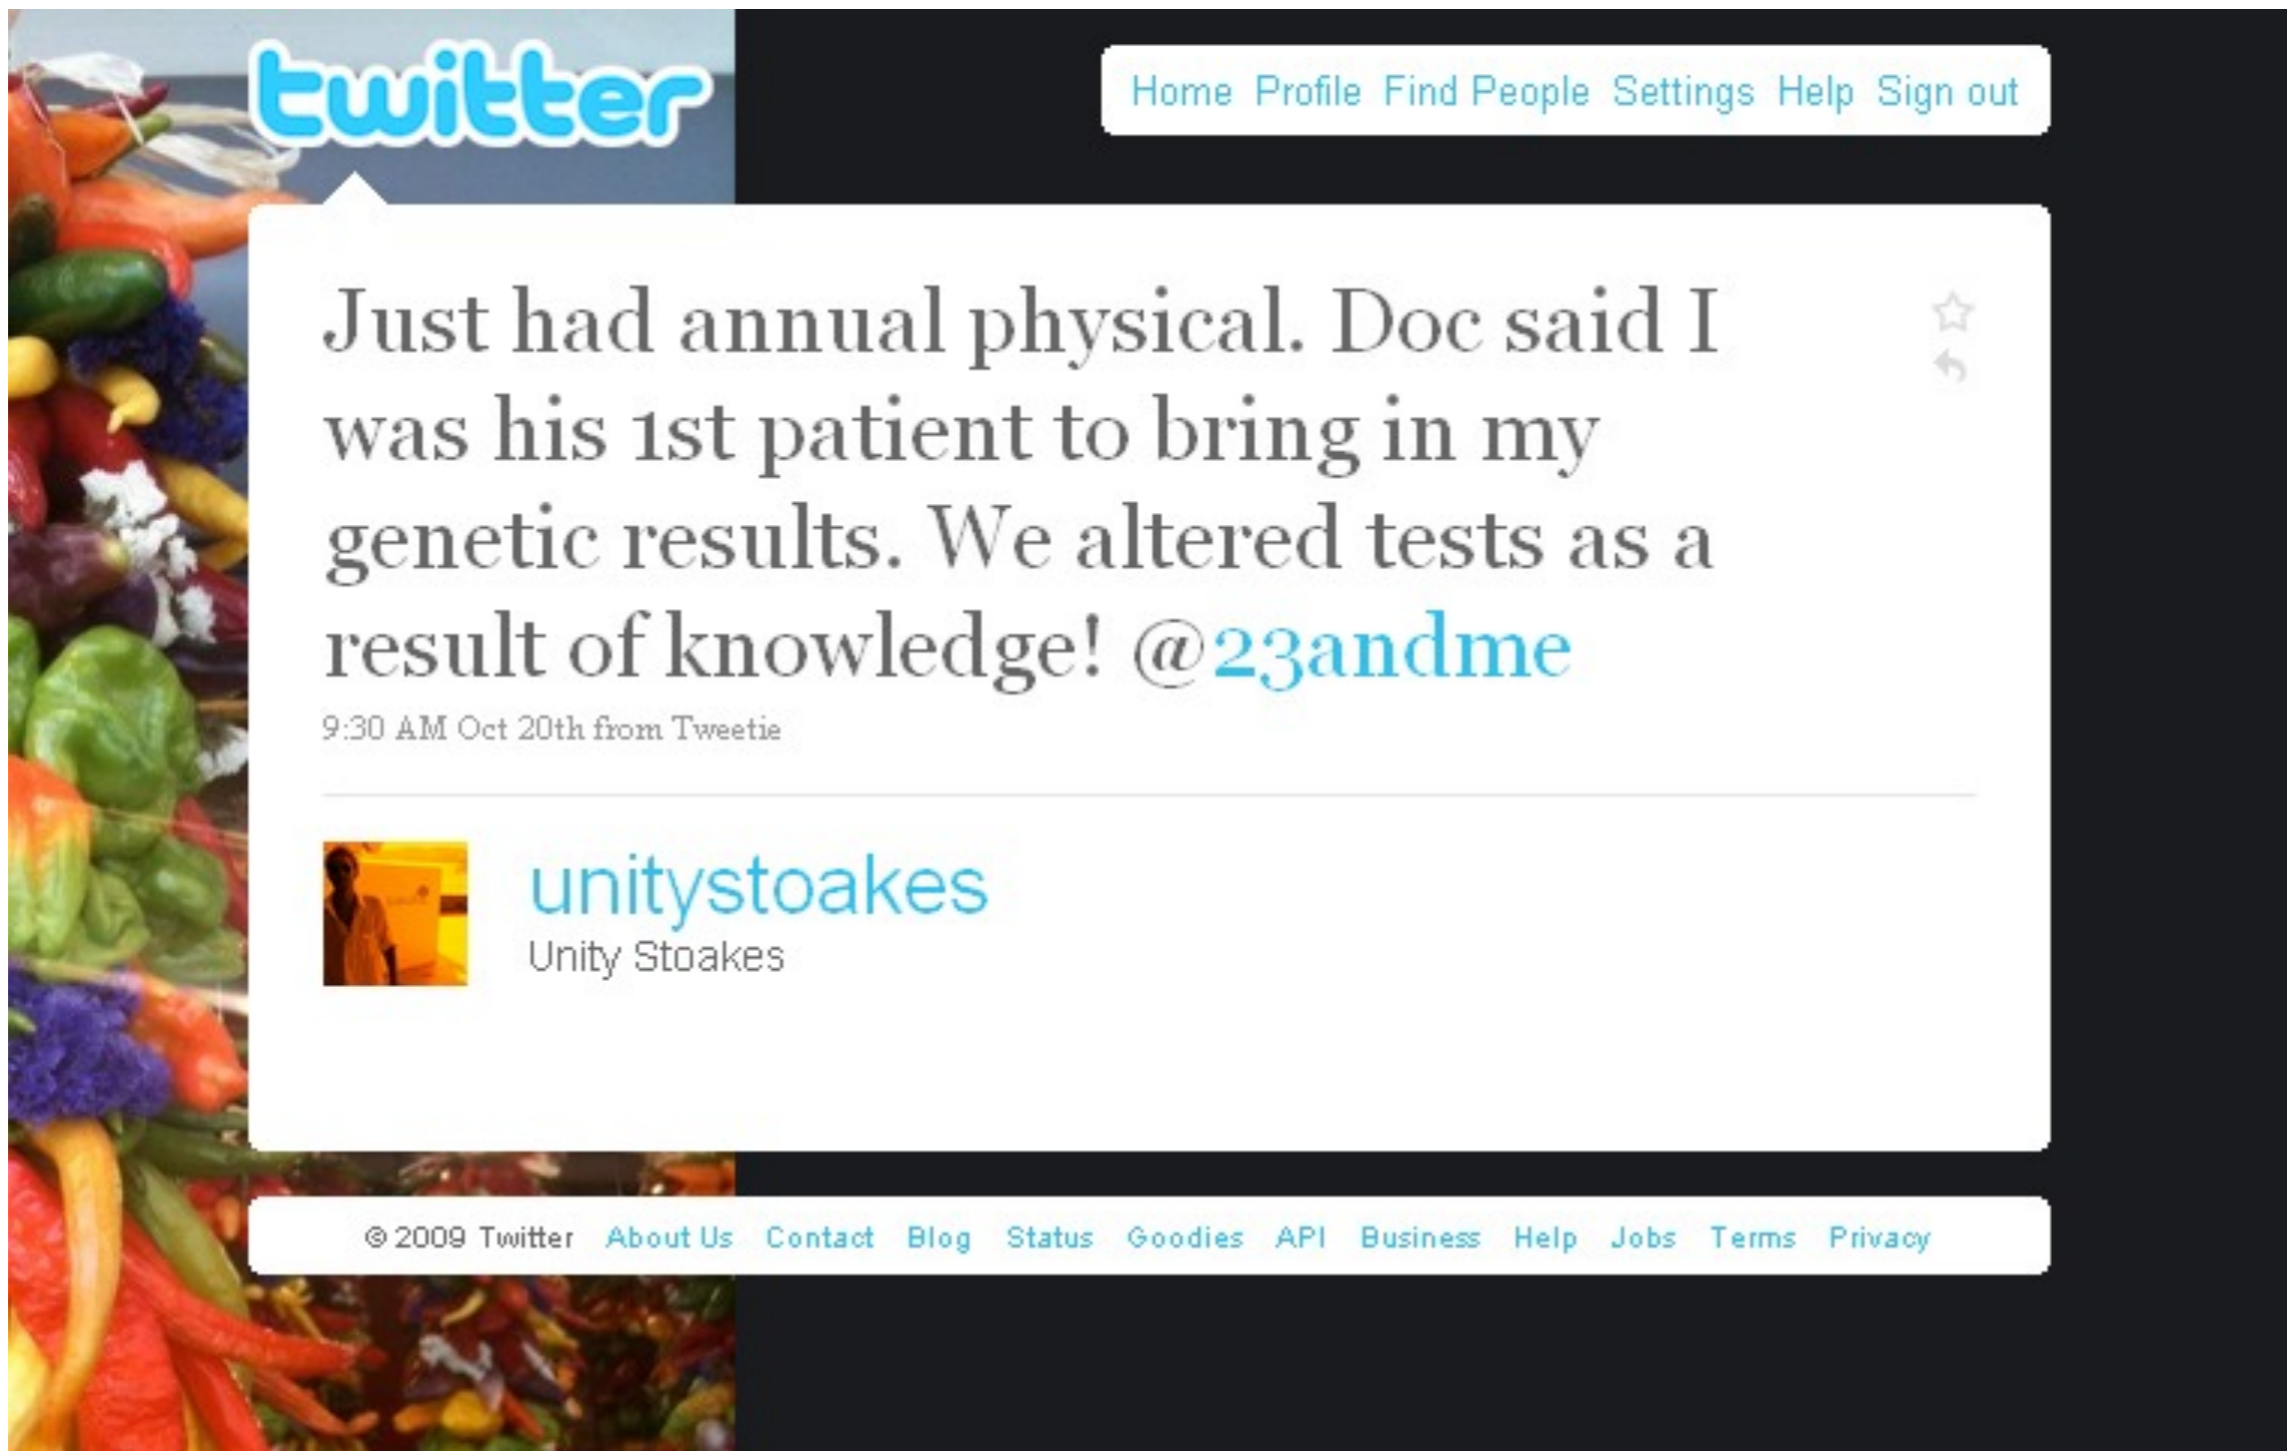 twitter
Home Profile Find People Settings Help Sign out
Just had annual physical. Doc said I
was his 1st patient to bring in my
genetic results. We altered tests as a
result of knowledge! @23andme
9:30 AM Oct 20th from Tweetie
unitystoakes
Unity Stoakes
© 2009 Twitter About Us Contact Blog Status Goodies API Business Help Jobs Terms Privacy